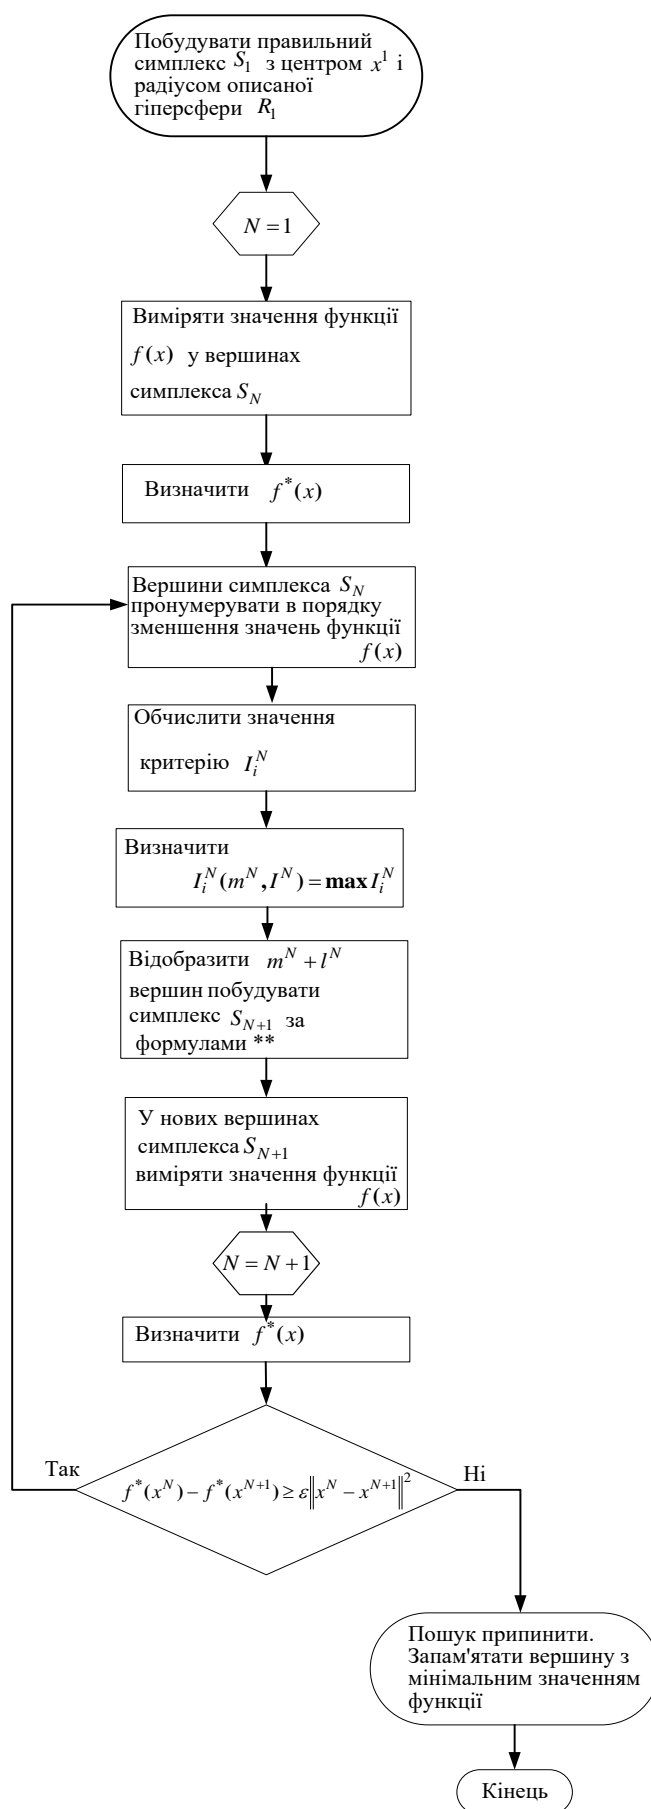 Побудувати правильний
симплекс S₁ з центром x¹ і
радіусом описаної
гіперсфери R₁
N = 1
Виміряти значення функції
f(x) у вершинах
симплекса S_N
Визначити f*(x)
Вершини симплекса S_N
пронумерувати в порядку
зменшення значень функції
f(x)
Обчислити значення
критерію I_i^N
Визначити
I_i^N(m^N, I^N) = max I_i^N
Відобразити m^N + l^N
вершин побудувати
симплекс S_{N+1} за
формулами **
У нових вершинах
симплекса S_{N+1}
виміряти значення функції
f(x)
N = N + 1
Визначити f*(x)
Так
f*(x^N) − f*(x^{N+1}) ≥ ε‖x^N − x^{N+1}‖²
Ні
Пошук припинити.
Запам'ятати вершину з
мінімальним значенням
функції
Кінець